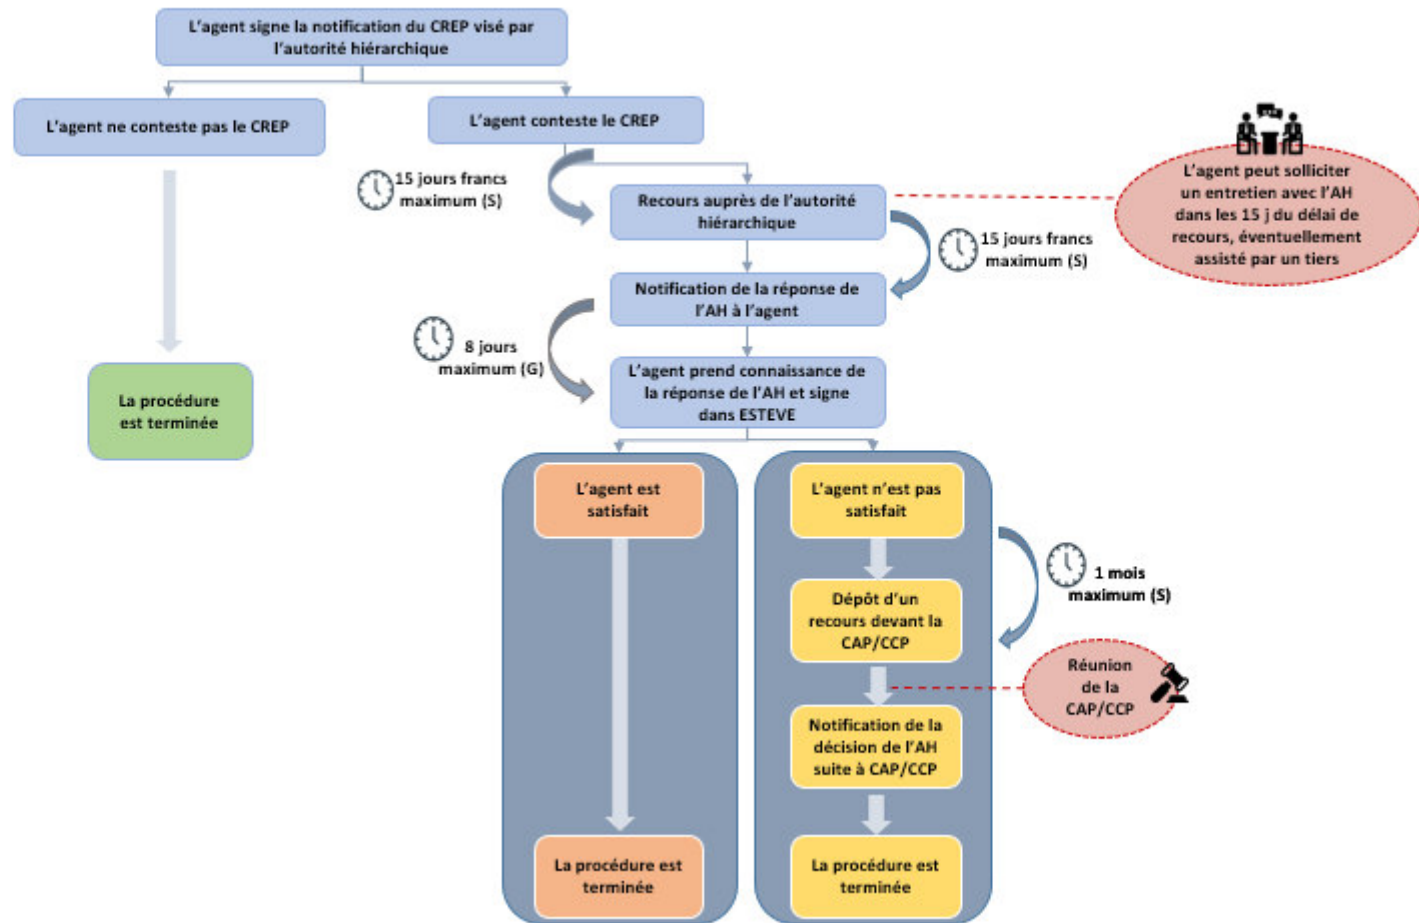 L'agent signe la notification du CREP visé par
l'autorité hiérarchique
L'agent ne conteste pas le CREP
L'agent conteste le CREP
15 jours francs
maximum (S)
Recours auprès de l'autorité
hiérarchique
L'agent peut solliciter
un entretien avec l'AH
dans les 15 j du délai de
recours, éventuellement
assisté par un tiers
15 jours francs
maximum (S)
Notification de la réponse de
l'AH à l'agent
8 jours
maximum (G)
L'agent prend connaissance de
la réponse de l'AH et signe
dans ESTEVE
La procédure
est terminée
L'agent est
satisfait
L'agent n'est pas
satisfait
1 mois
maximum (S)
Dépôt d'un
recours devant la
CAP/CCP
Réunion
de la
CAP/CCP
Notification de la
décision de l'AH
suite à CAP/CCP
La procédure est
terminée
La procédure est
terminée